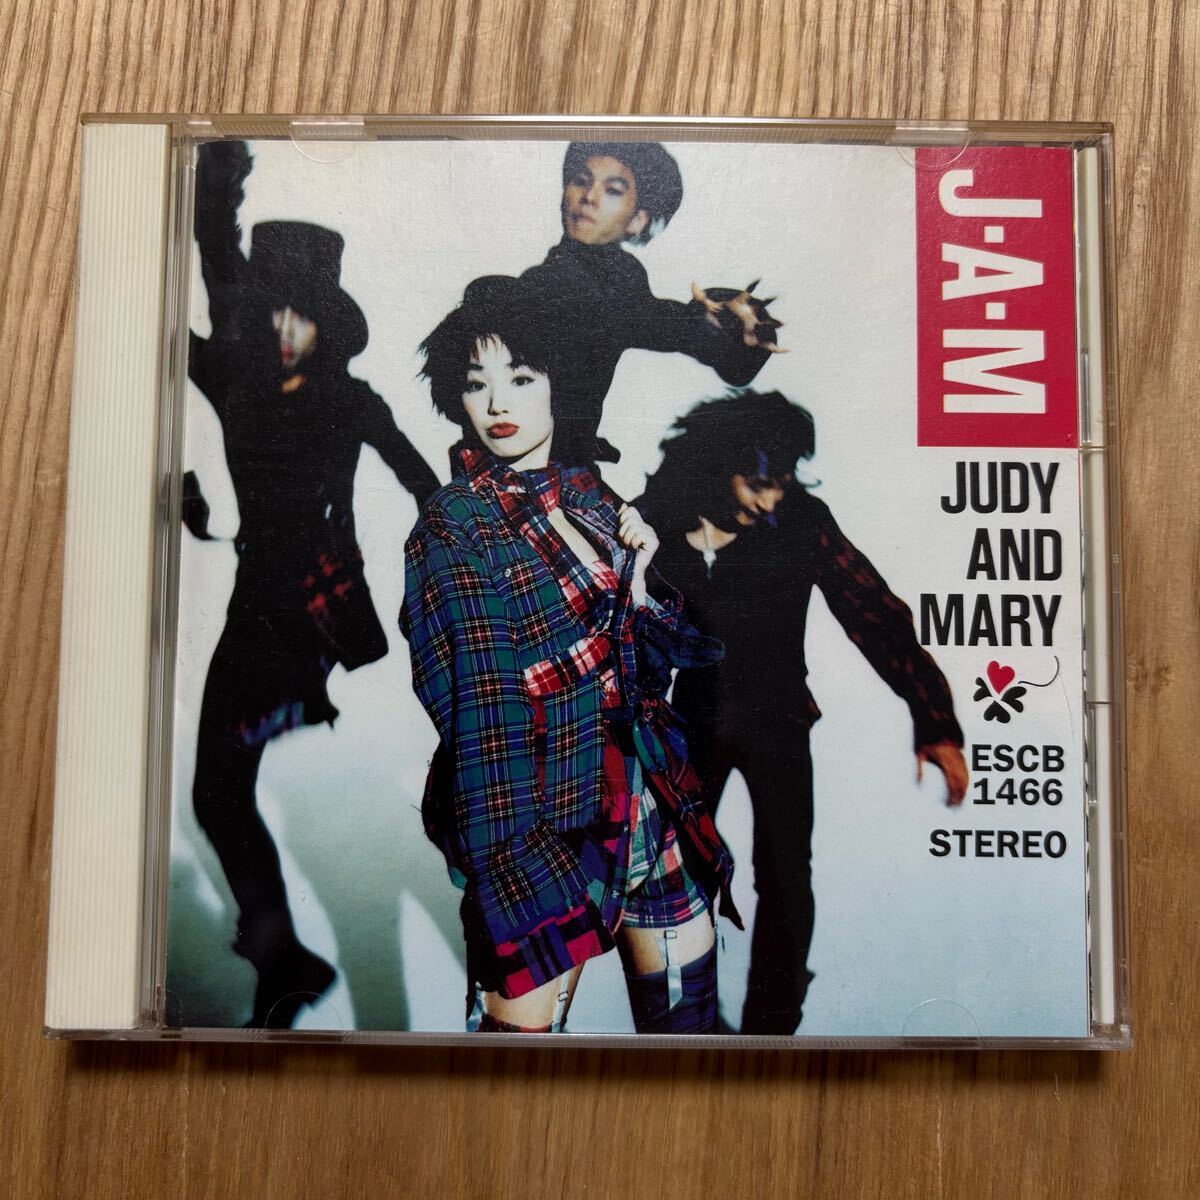 J·A·M
JUDY
AND
MARY
ESCB
1466
STEREO